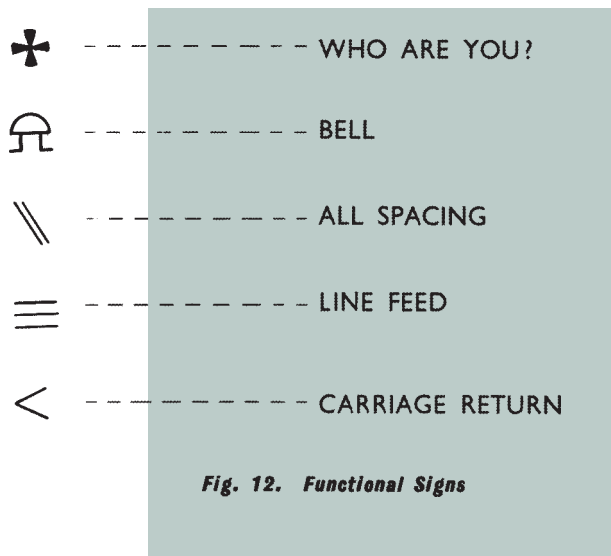 WHO ARE YOU?
BELL
ALL SPACING
LINE FEED
CARRIAGE RETURN
Fig. 12. Functional Signs